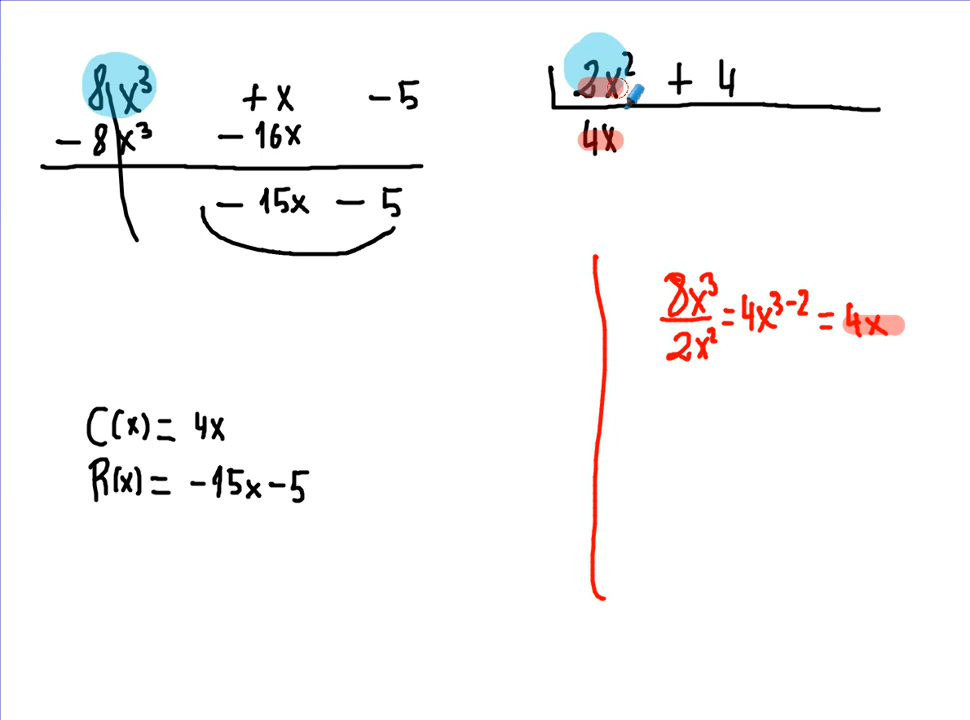 8x³ + x - 5
2x² + 4
- 8x³ - 16x
4x
- 15x - 5
8x³/2x² = 4x³⁻² = 4x
C(x) = 4x
R(x) = -15x - 5